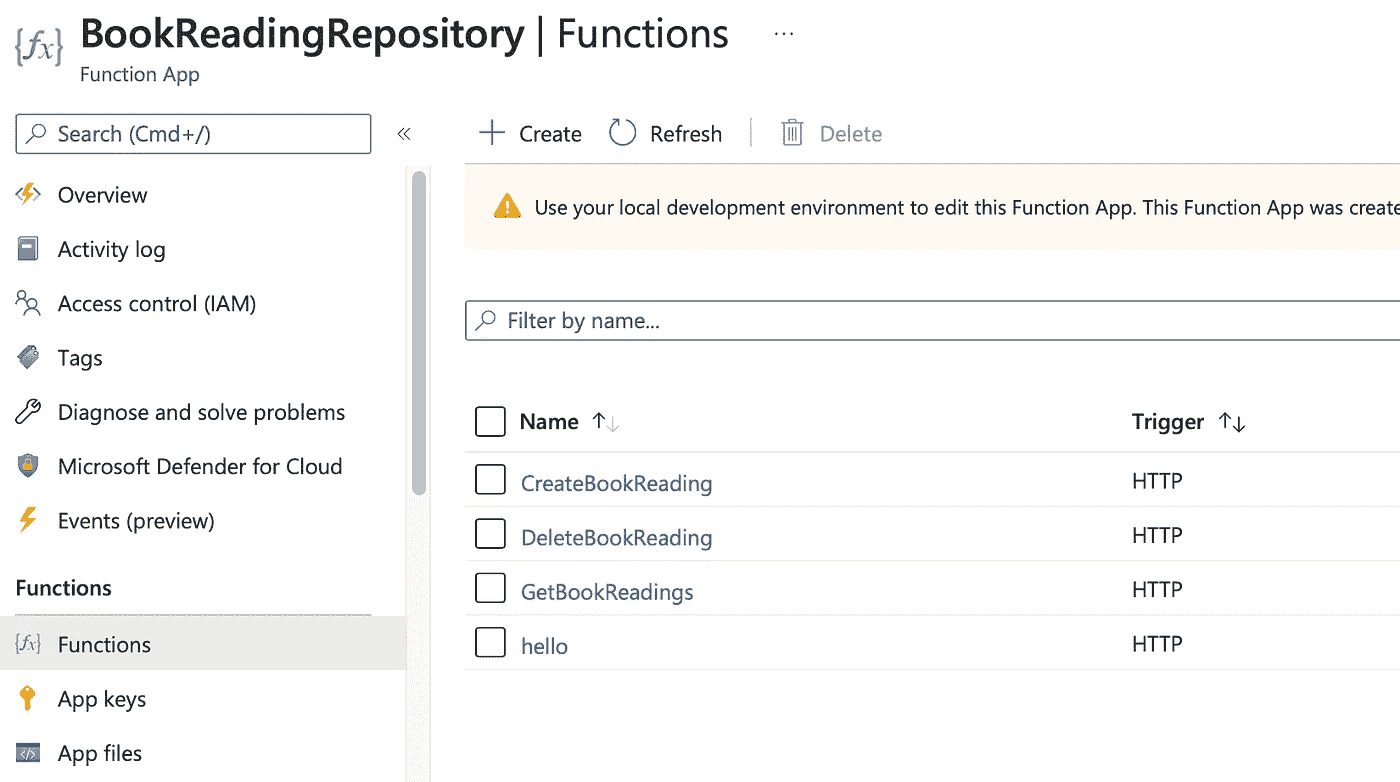 {fx} BookReadingRepository | Functions ...
Function App
Search (Cmd+/) «
Overview
Activity log
Access control (IAM)
Tags
Diagnose and solve problems
Microsoft Defender for Cloud
Events (preview)
Functions
{fx} Functions
App keys
App files
+ Create Refresh | Delete
Use your local development environment to edit this Function App. This Function App was create
Filter by name...
Name ↑↓ Trigger ↑↓
CreateBookReading HTTP
DeleteBookReading HTTP
GetBookReadings HTTP
hello HTTP